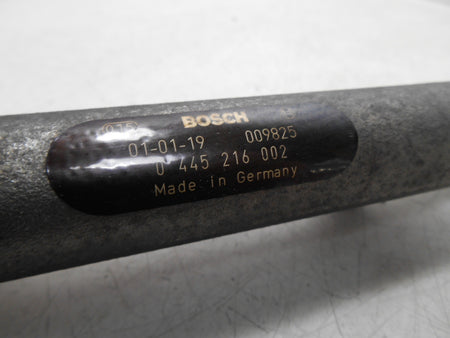 BOSCH
01-01-19 009825
0 445 216 002
Made in Germany